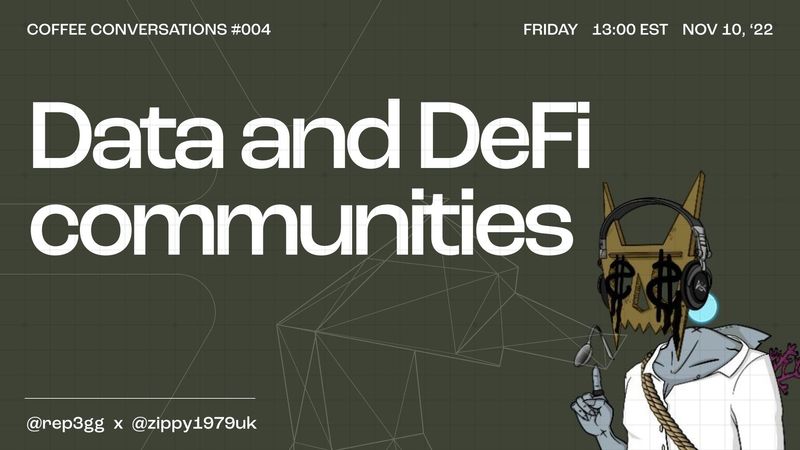 COFFEE CONVERSATIONS #004
FRIDAY 13:00 EST NOV 10, ‘22
Data and DeFi
communities
@rep3gg x @zippy1979uk